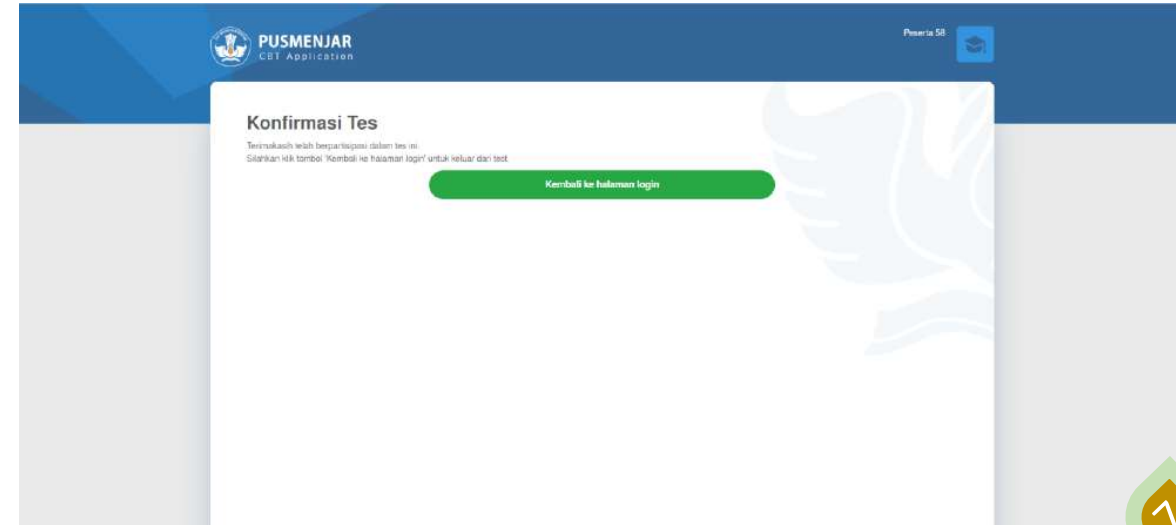 PUSMENJAR
CBT Application
Peserta 58
Konfirmasi Tes
Terimakasih telah berpartisipasi dalam tes ini.
Silahkan klik tombol 'Kembali ke halaman login' untuk keluar dari test
Kembali ke halaman login